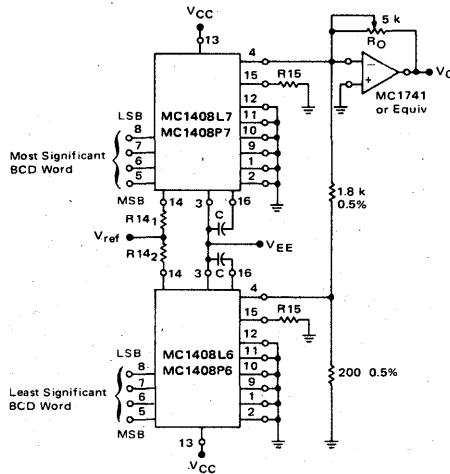 VCC
13
4
5 k
RO
VO
MC1741
or Equiv
15
R15
MC1408L7
MC1408P7
12
11
10
9
1
2
LSB
8
7
6
5
MSB
Most Significant
BCD Word
14
3
16
C
R141
Vref
R142
VEE
C
14
3
16
1.8 k
0.5%
4
15
R15
MC1408L6
MC1408P6
12
11
10
9
1
2
LSB
8
7
6
5
MSB
Least Significant
BCD Word
200 0.5%
13
VCC